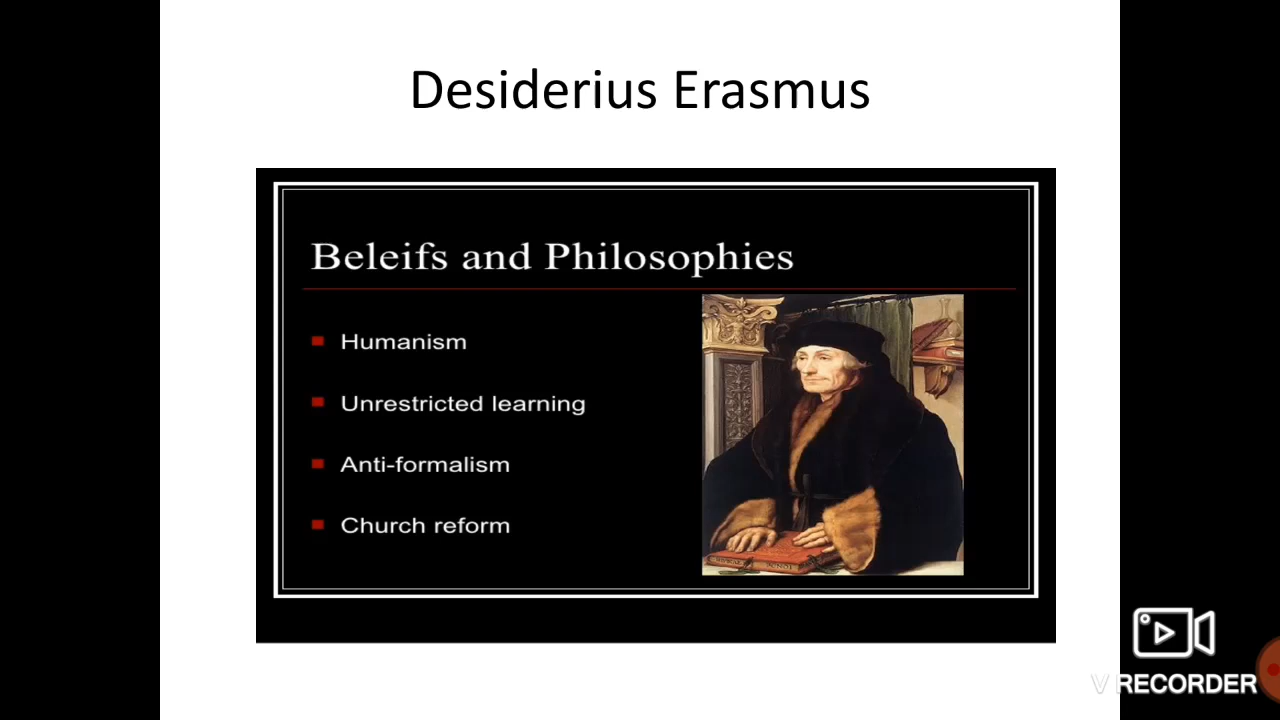 Desiderius Erasmus
Beleifs and Philosophies
Humanism
Unrestricted learning
Anti-formalism
Church reform
V RECORDER